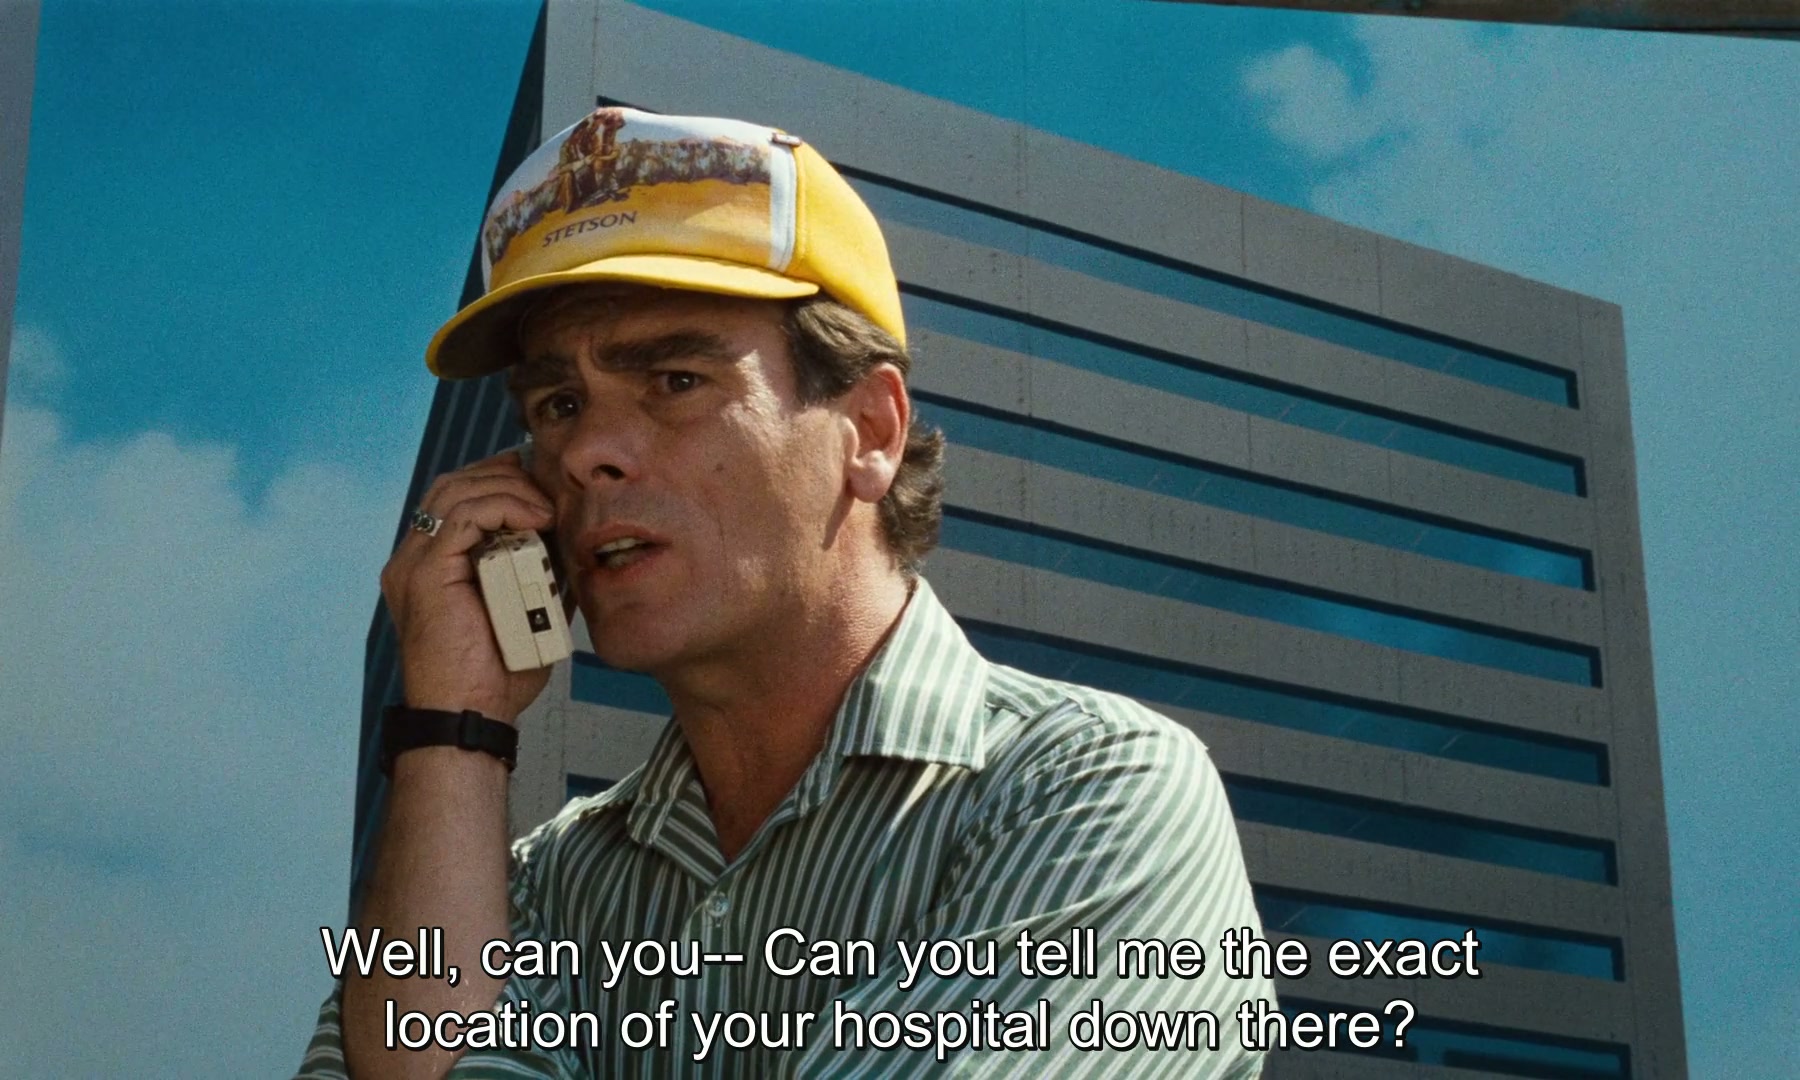 STETSON
Well, can you-- Can you tell me the exact
location of your hospital down there?